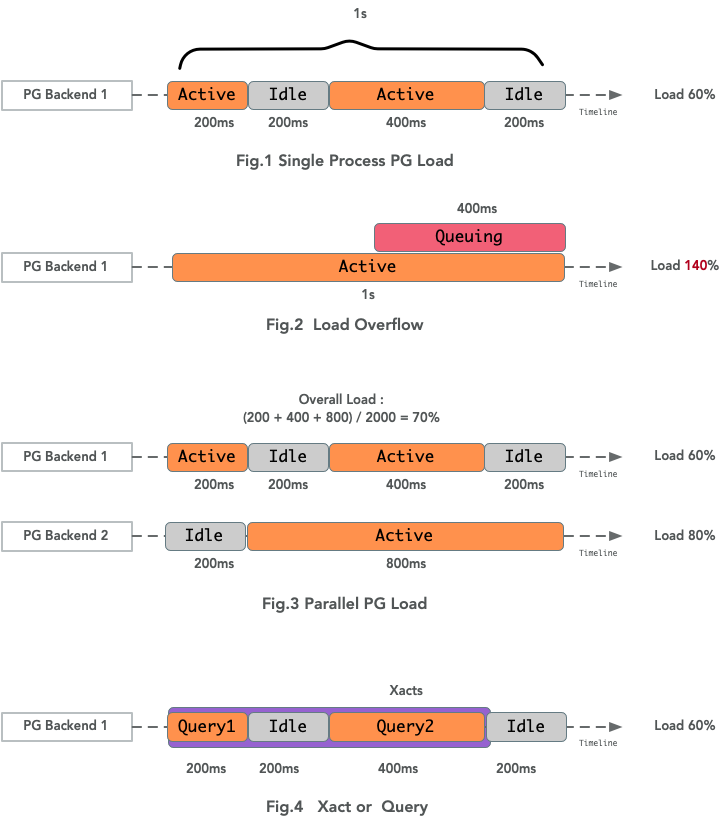 1s
PG Backend 1 Active Idle Active Idle Load 60%
Timeline
200ms 200ms 400ms 200ms
Fig.1 Single Process PG Load
400ms
Queuing
PG Backend 1 Active Load 140%
Timeline
1s
Fig.2 Load Overflow
Overall Load :
(200 + 400 + 800) / 2000 = 70%
PG Backend 1 Active Idle Active Idle Load 60%
Timeline
200ms 200ms 400ms 200ms
PG Backend 2 Idle Active Load 80%
Timeline
200ms 800ms
Fig.3 Parallel PG Load
Xacts
PG Backend 1 Query1 Idle Query2 Idle Load 60%
Timeline
200ms 200ms 400ms 200ms
Fig.4 Xact or Query